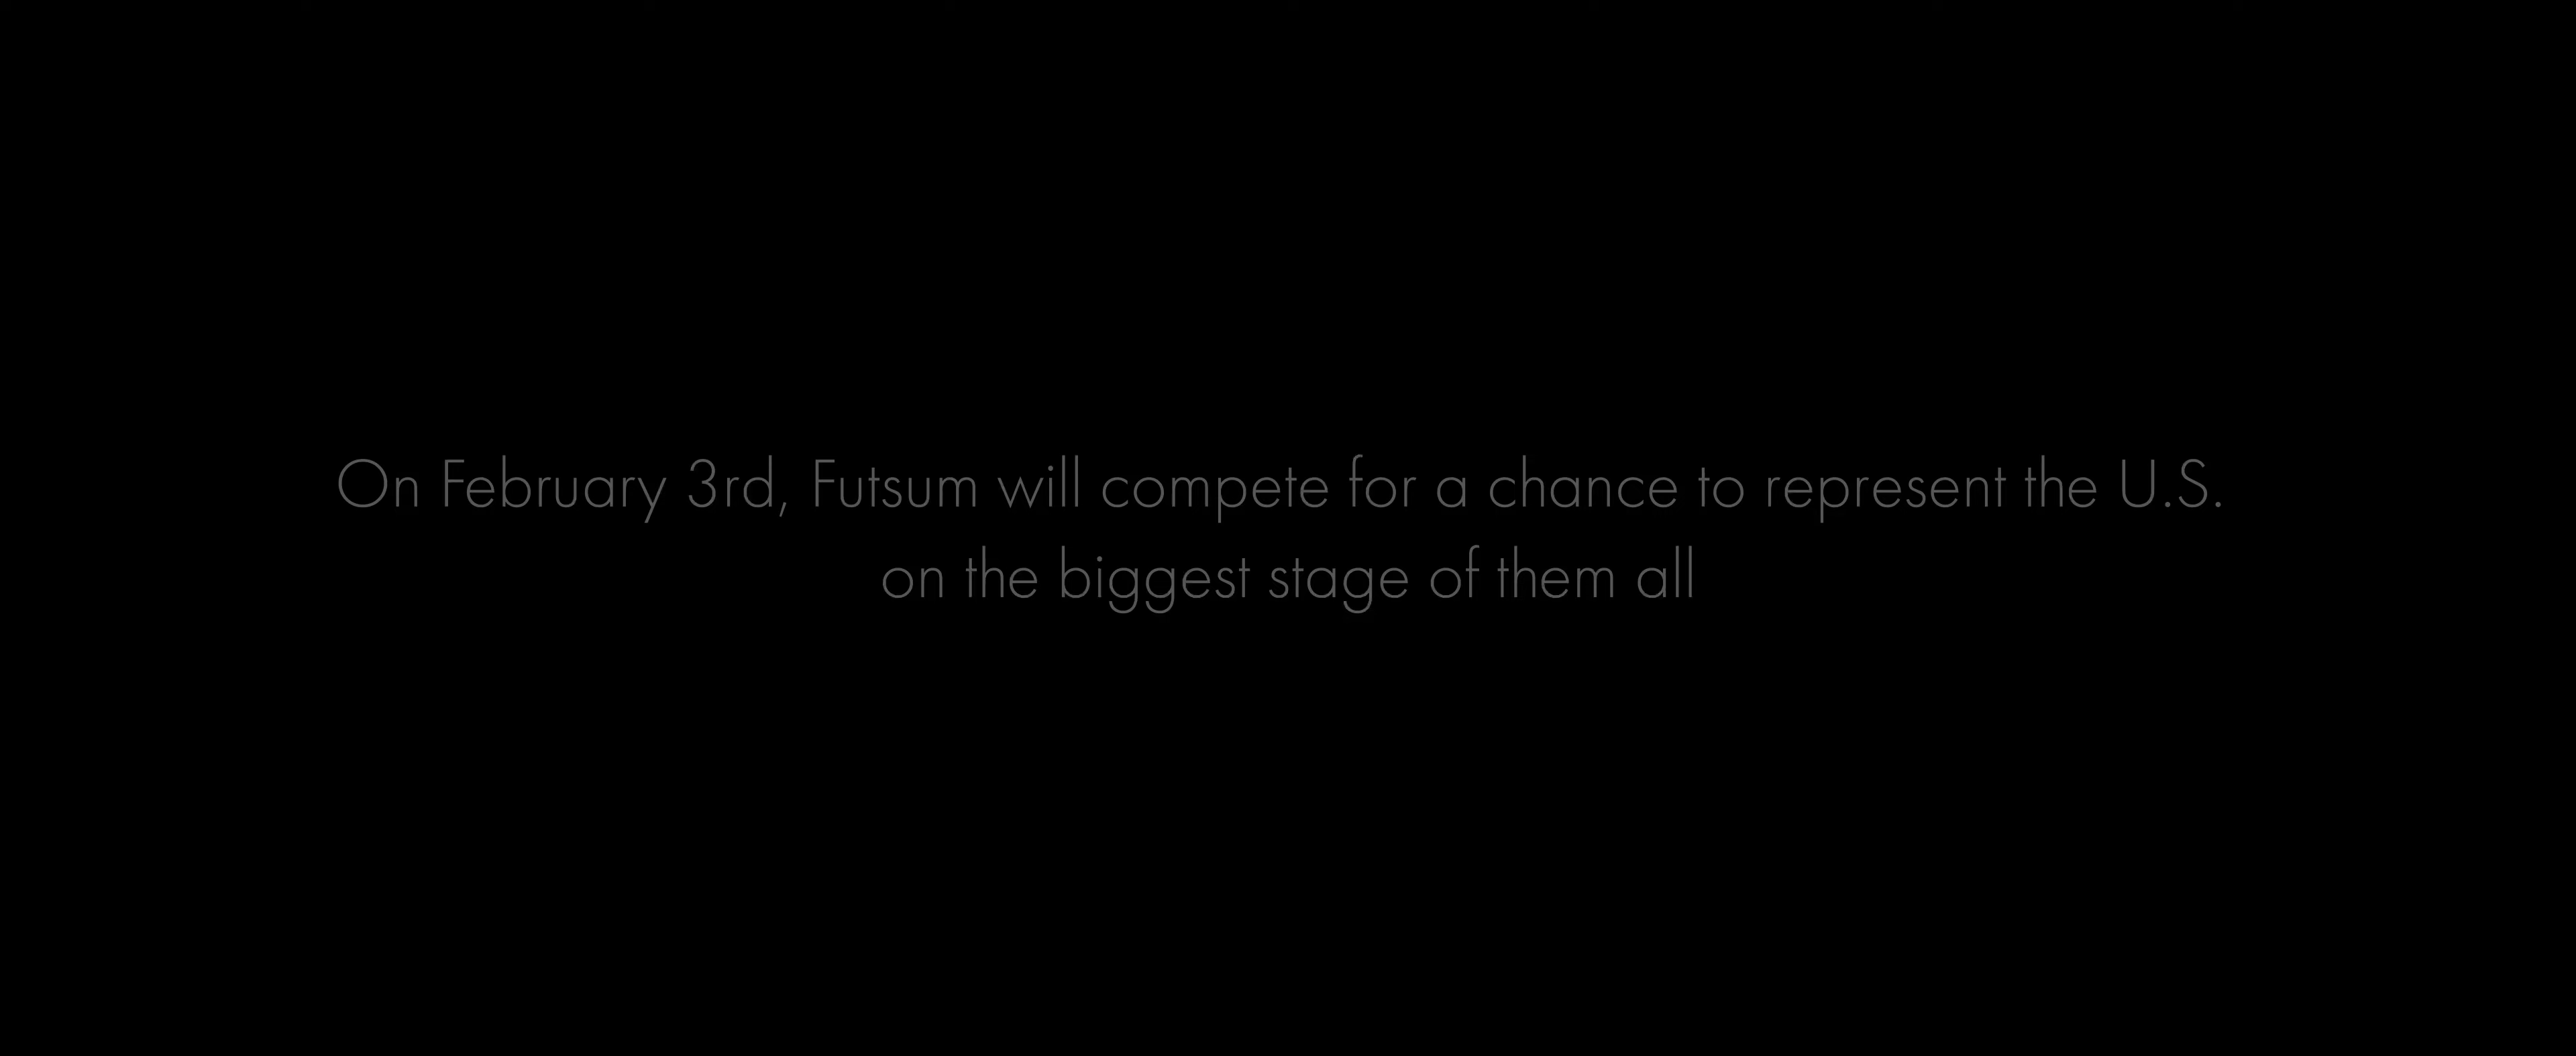 On February 3rd, Futsum will compete for a chance to represent the U.S.
on the biggest stage of them all